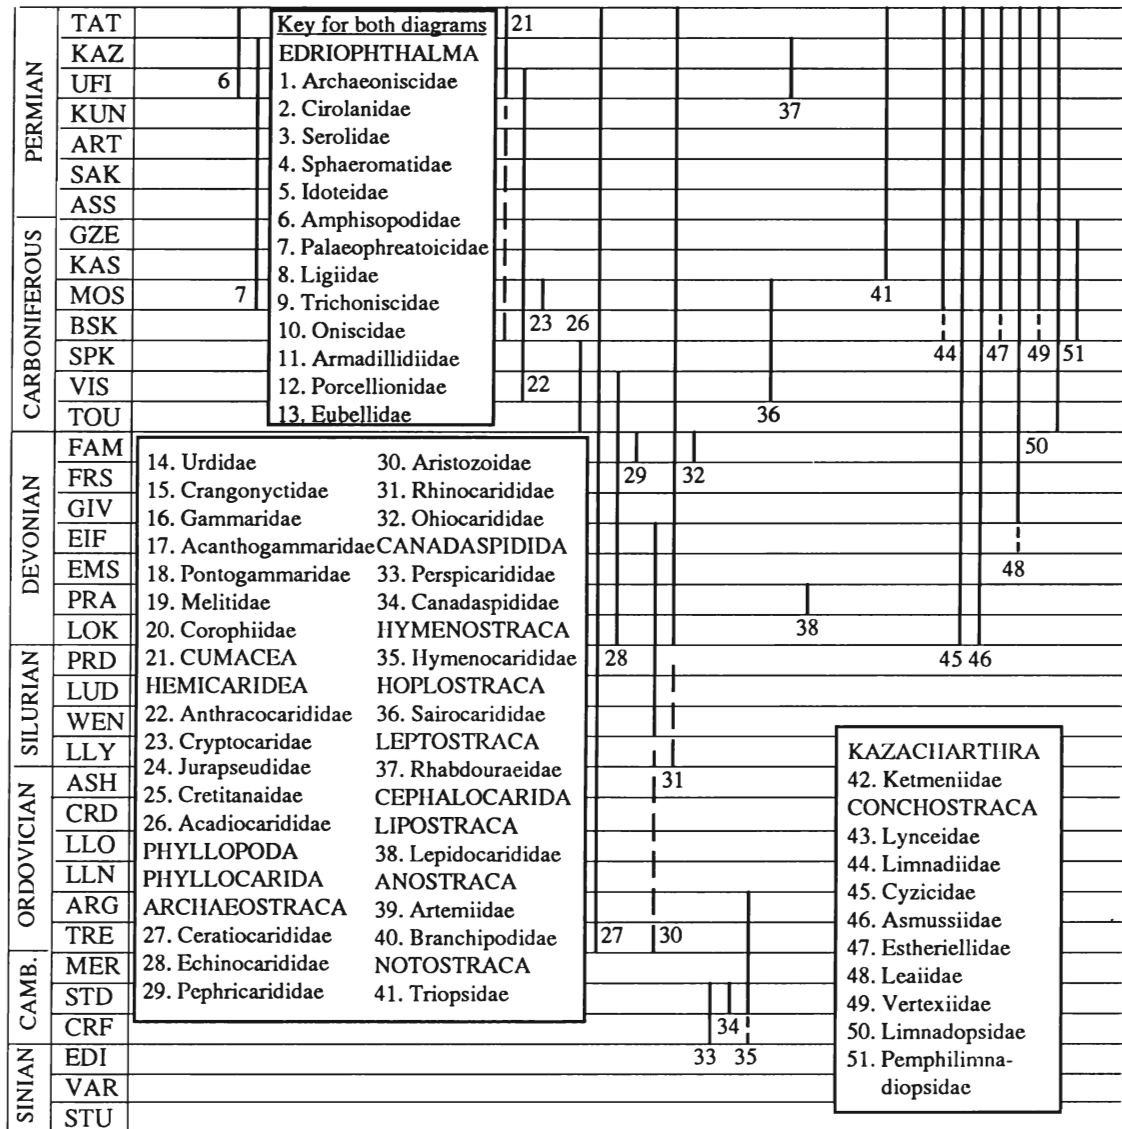 PERMIAN
TAT
KAZ
UFI
KUN
ART
SAK
ASS
CARBONIFEROUS
GZE
KAS
MOS
BSK
SPK
VIS
TOU
DEVONIAN
FAM
FRS
GIV
EIF
EMS
PRA
LOK
SILURIAN
PRD
LUD
WEN
LLY
ORDOVICIAN
ASH
CRD
LLO
LLN
ARG
TRE
CAMB.
MER
STD
CRF
SINIAN
EDI
VAR
STU
Key for both diagrams
EDRIOPHTHALMA
1. Archaeoniscidae
2. Cirolanidae
3. Serolidae
4. Sphaeromatidae
5. Idoteidae
6. Amphisopodidae
7. Palaeophreatoicidae
8. Ligiidae
9. Trichoniscidae
10. Oniscidae
11. Armadillidiidae
12. Porcellionidae
13. Eubellidae
14. Urdidae
15. Crangonyctidae
16. Gammaridae
17. Acanthogammaridae
18. Pontogammaridae
19. Melitidae
20. Corophiidae
21. CUMACEA
HEMICARIDEA
22. Anthracocarididae
23. Cryptocaridae
24. Jurapseudidae
25. Cretitanaidae
26. Acadiocarididae
PHYLLOPODA
PHYLLOCARIDA
ARCHAEOSTRACA
27. Ceratiocarididae
28. Echinocarididae
29. Pephricarididae
30. Aristozoidae
31. Rhinocarididae
32. Ohiocarididae
CANADASPIDIDA
33. Perspicarididae
34. Canadaspididae
HYMENOSTRACA
35. Hymenocarididae
HOPLOSTRACA
36. Sairocarididae
LEPTOSTRACA
37. Rhabdouraeidae
CEPHALOCARIDA
LIPOSTRACA
38. Lepidocarididae
ANOSTRACA
39. Artemiidae
40. Branchipodidae
NOTOSTRACA
41. Triopsidae
KAZACHARTHRA
42. Ketmeniidae
CONCHOSTRACA
43. Lynceidae
44. Limnadiidae
45. Cyzicidae
46. Asmussiidae
47. Estheriellidae
48. Leaiidae
49. Vertexiidae
50. Limnadopsidae
51. Pemphilimna-
diopsidae
21
6
37
7
23
26
41
44
47
49
51
22
36
29
32
50
48
38
28
45
46
31
27
30
34
33
35